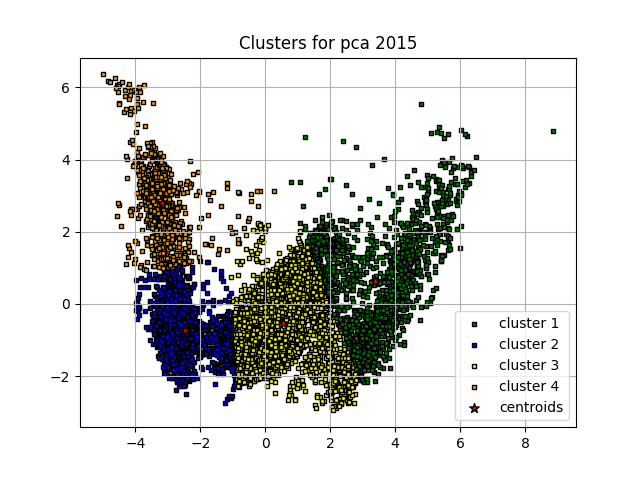 Clusters for pca 2015
6
4
2
0
−2
−4
−2
0
2
4
6
8
cluster 1
cluster 2
cluster 3
cluster 4
centroids